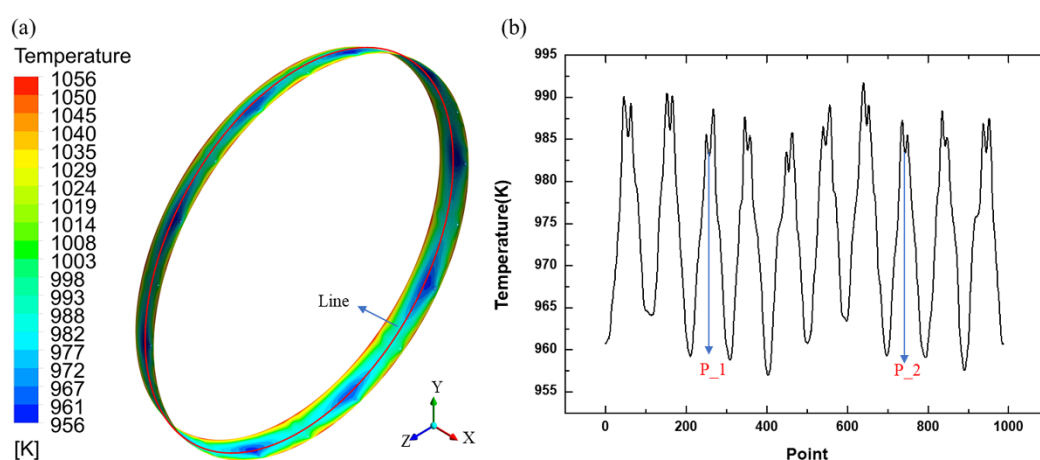 (a)
Temperature
1056
1050
1045
1040
1035
1029
1024
1019
1014
1008
1003
998
993
988
982
977
972
967
961
956
[K]
Line
Y
Z
X
(b)
Temperature(K)
995
990
985
980
975
970
965
960
955
P_1
P_2
0
200
400
600
800
1000
Point